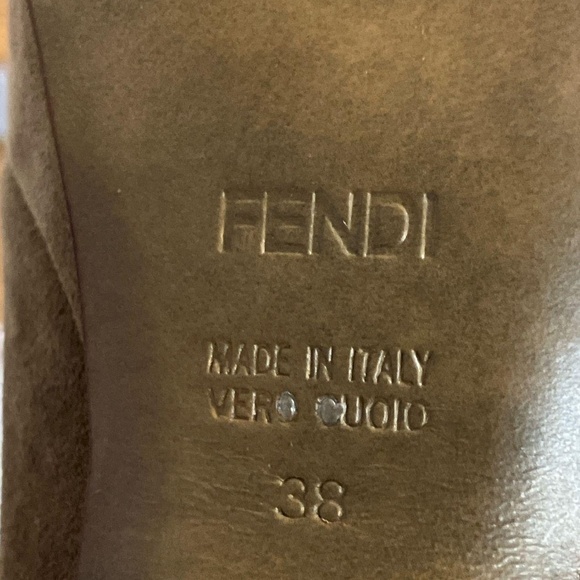 FENDI
MADE IN ITALY
VERO CUOIO
38